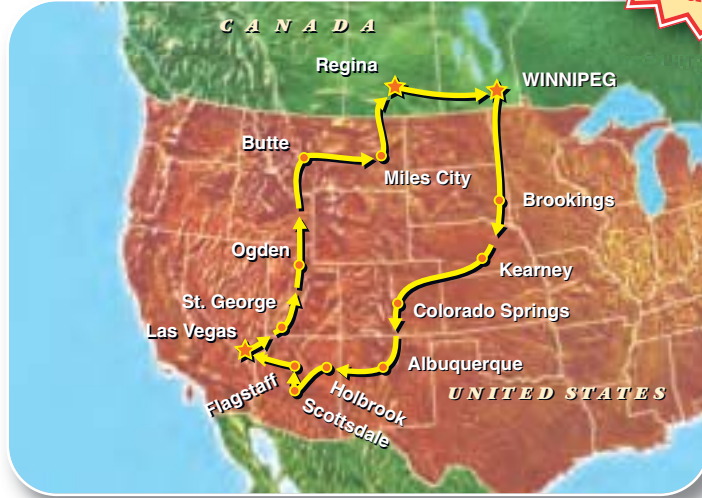 CANADA
Regina
WINNIPEG
Butte
Miles City
Brookings
Ogden
Kearney
St. George
Colorado Springs
Las Vegas
Albuquerque
Flagstaff
Holbrook
Scottsdale
UNITED STATES